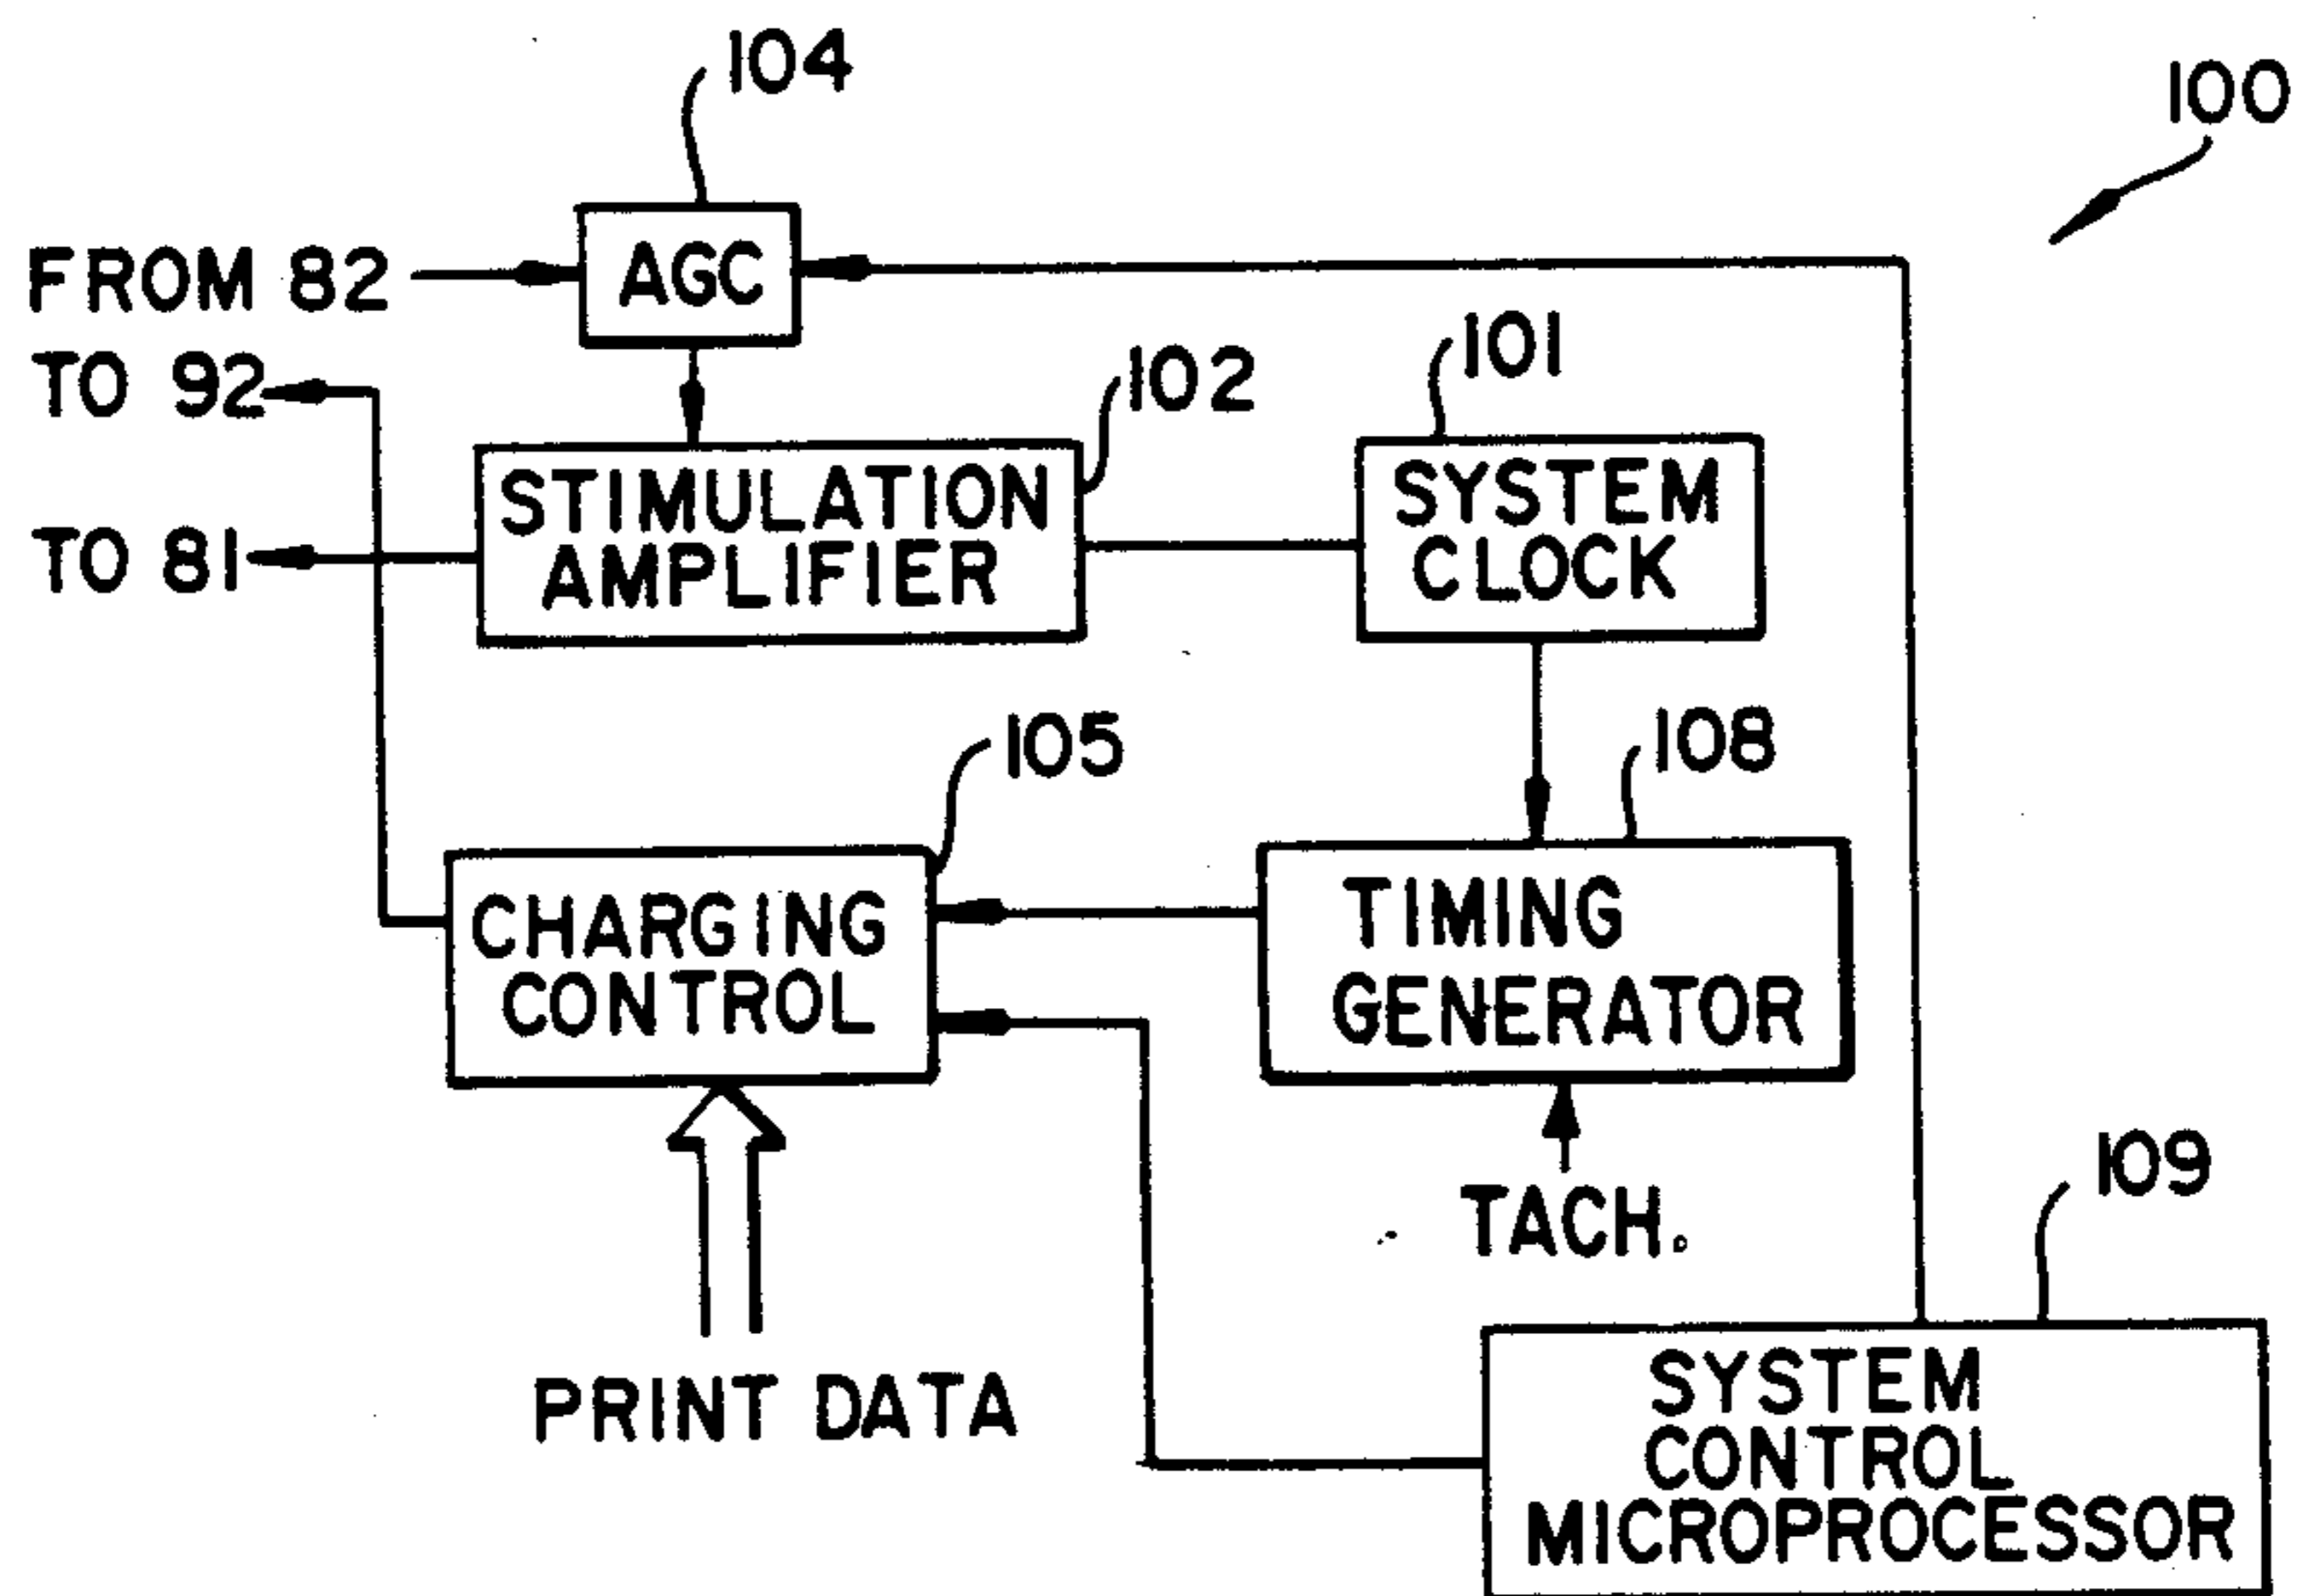 104
100
FROM 82
AGC
TO 92
102
101
STIMULATION
AMPLIFIER
SYSTEM
CLOCK
TO 81
105
108
CHARGING
CONTROL
TIMING
GENERATOR
TACH.
109
PRINT DATA
SYSTEM
CONTROL
MICROPROCESSOR